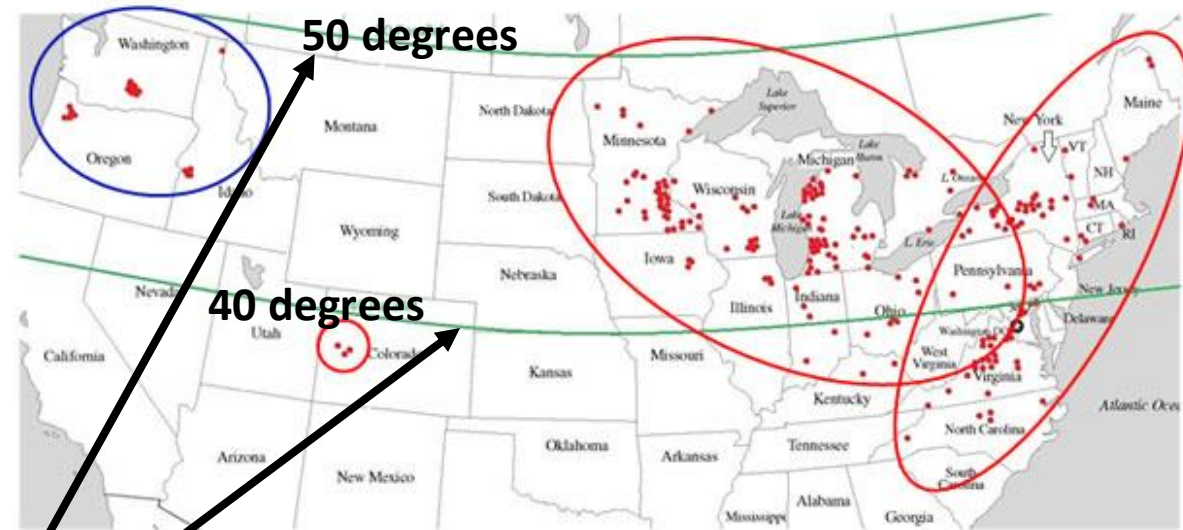 50 degrees
Washington
Montana
North Dakota
Minnesota
Lake
Superior
Maine
New York
VT
Oregon
Idaho
South Dakota
Wisconsin
Michigan
Lake
Huron
L. Ontario
NH
MA
CT
RI
Wyoming
Lake
Michigan
L. Erie
Iowa
Nebraska
Pennsylvania
New Jersey
Nevada
40 degrees
Utah
Colorado
Illinois
Indiana
Ohio
Washington DC
Delaware
California
Kansas
Missouri
West
Virginia
Virginia
Kentucky
Atlantic Oce
Arizona
New Mexico
Oklahoma
Arkansas
Tennessee
North Carolina
South
Carolina
Mississipp
Alabama
Georgia